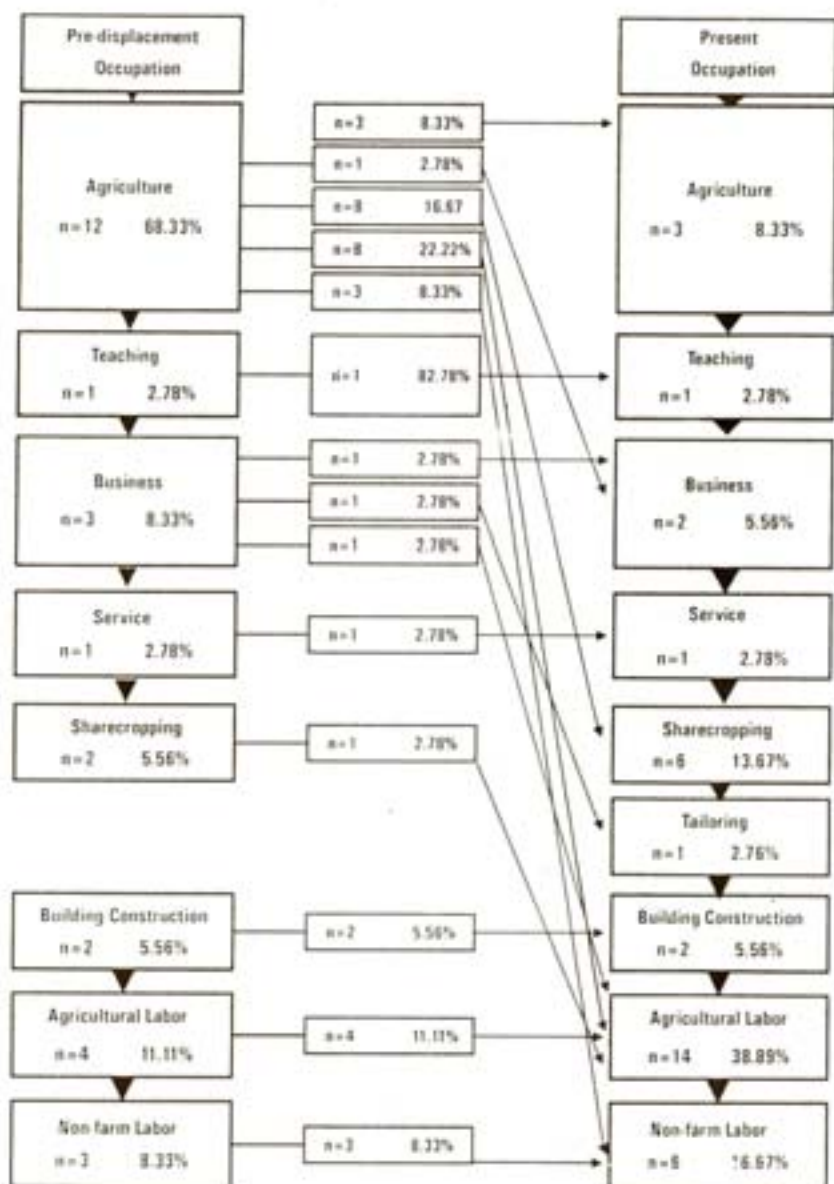 Pre-displacement
Occupation
Agriculture
n=12 68.33%
Teaching
n=1 2.78%
Business
n=3 8.33%
Service
n=1 2.78%
Sharecropping
n=2 5.56%
Building Construction
n=2 5.56%
Agricultural Labor
n=4 11.11%
Non-farm Labor
n=3 8.33%
n=3 8.33%
n=1 2.78%
n=8 16.67
n=8 22.22%
n=3 8.33%
n=1 82.78%
n=1 2.78%
n=1 2.78%
n=1 2.78%
n=1 2.78%
n=1 2.78%
n=2 5.56%
n=4 11.11%
n=3 8.33%
Present
Occupation
Agriculture
n=3 8.33%
Teaching
n=1 2.78%
Business
n=2 5.56%
Service
n=1 2.78%
Sharecropping
n=6 13.67%
Tailoring
n=1 2.76%
Building Construction
n=2 5.56%
Agricultural Labor
n=14 38.89%
Non-farm Labor
n=6 16.67%